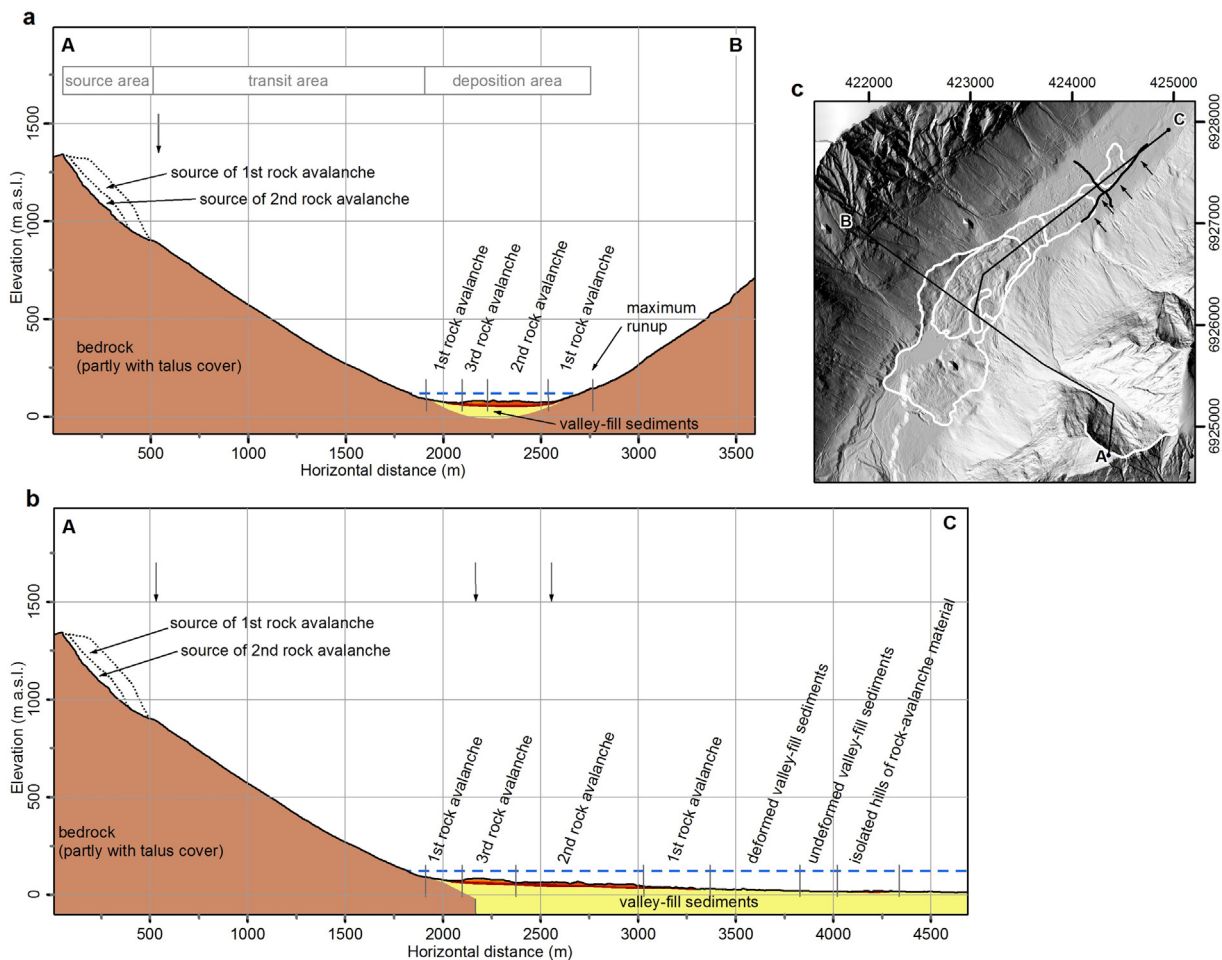 a
A
B
source area
transit area
deposition area
source of 1st rock avalanche
source of 2nd rock avalanche
1st rock avalanche
3rd rock avalanche
2nd rock avalanche
1st rock avalanche
maximum
runup
bedrock
(partly with talus cover)
valley-fill sediments
Elevation (m a.s.l.)
1500
1000
500
0
500
1000
1500
2000
2500
3000
3500
Horizontal distance (m)
c
422000
423000
424000
425000
6928000
6927000
6926000
6925000
C
B
A
b
A
C
source of 1st rock avalanche
source of 2nd rock avalanche
1st rock avalanche
3rd rock avalanche
2nd rock avalanche
1st rock avalanche
deformed valley-fill sediments
undeformed valley-fill sediments
isolated hills of rock-avalanche material
bedrock
(partly with talus cover)
valley-fill sediments
Elevation (m a.s.l.)
1500
1000
500
0
500
1000
1500
2000
2500
3000
3500
4000
4500
Horizontal distance (m)